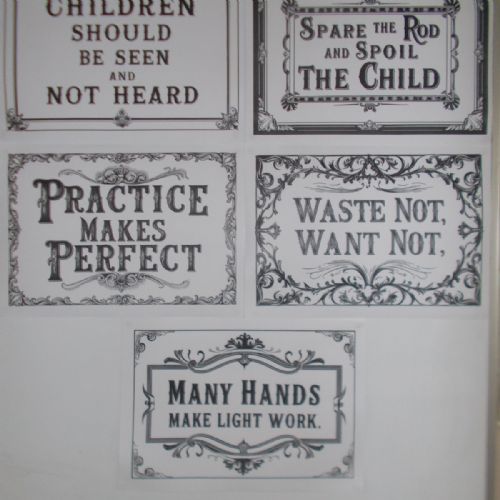 CHILDREN
SHOULD
BE SEEN
AND
NOT HEARD
SPARE THE ROD
AND SPOIL
THE CHILD
PRACTICE
MAKES
PERFECT
WASTE NOT,
WANT NOT,
MANY HANDS
MAKE LIGHT WORK.